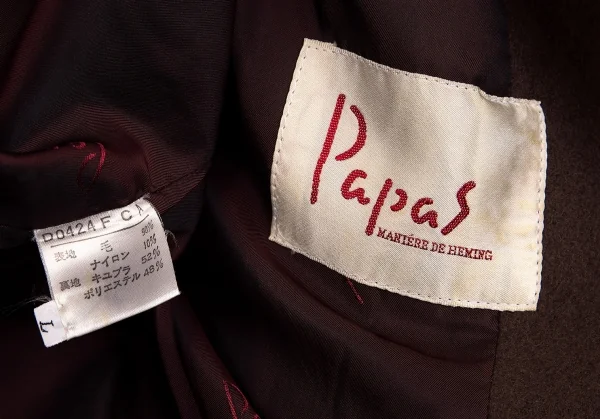 Papas
MANIÉRE DE HEMING
P0424 F C A
表地 毛 90%
ナイロン 10%
裏地 キュプラ 52%
ポリエステル 48%
L